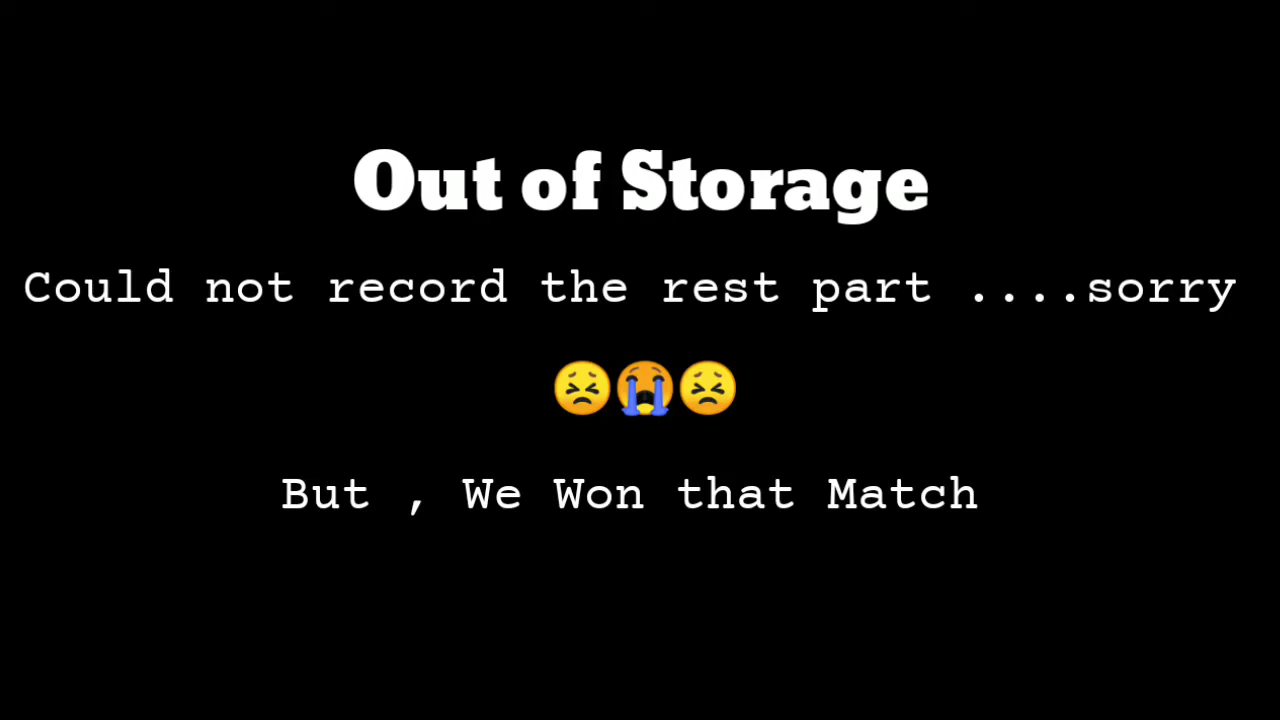 Out of Storage
Could not record the rest part ....sorry
😣😭😣
But , We Won that Match